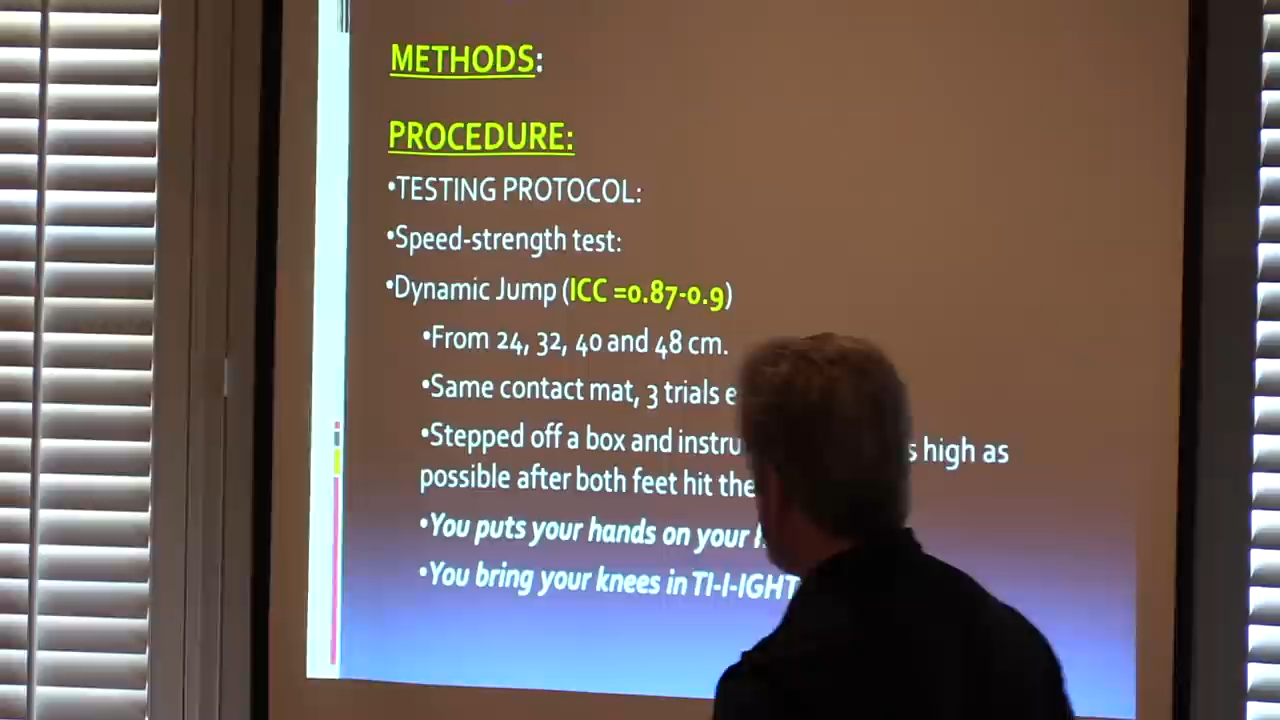 METHODS:
PROCEDURE:
•TESTING PROTOCOL:
•Speed-strength test:
•Dynamic Jump (ICC =0.87-0.9)
•From 24, 32, 40 and 48 cm.
•Same contact mat, 3 trials
•Stepped off a box and high as
possible after both feet hit the
•You puts your hands on your
•You bring your knees in TI-I-IGHT